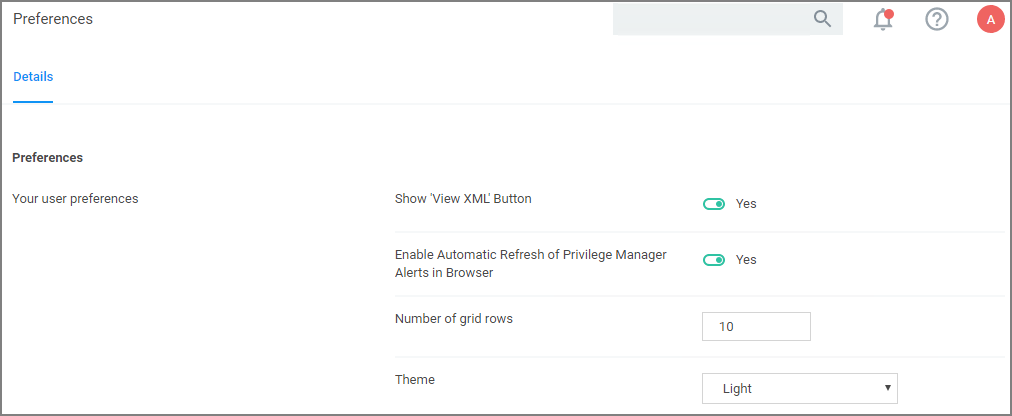 Preferences
A
Details
Preferences
Your user preferences
Show 'View XML' Button
Yes
Enable Automatic Refresh of Privilege Manager
Alerts in Browser
Yes
Number of grid rows
10
Theme
Light